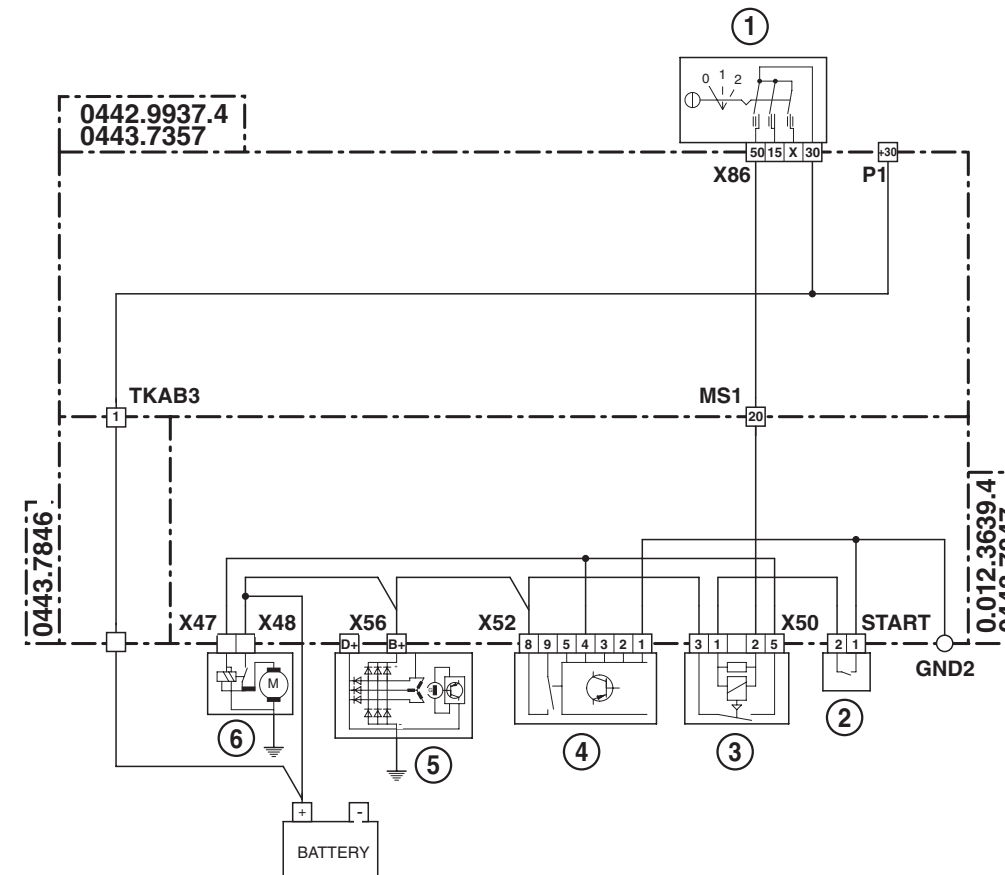 1
0 1 2
0442.9937.4
0443.7357
50 15 X 30
+30
X86
P1
TKAB3
MS1
1
20
0443.7846
0.012.3639.4
X47
X48
X56
X52
X50
START
D+
B+
8 9 5 4 3 2 1
3 1 2 5
2 1
GND2
M
6
5
4
3
2
+ -
BATTERY